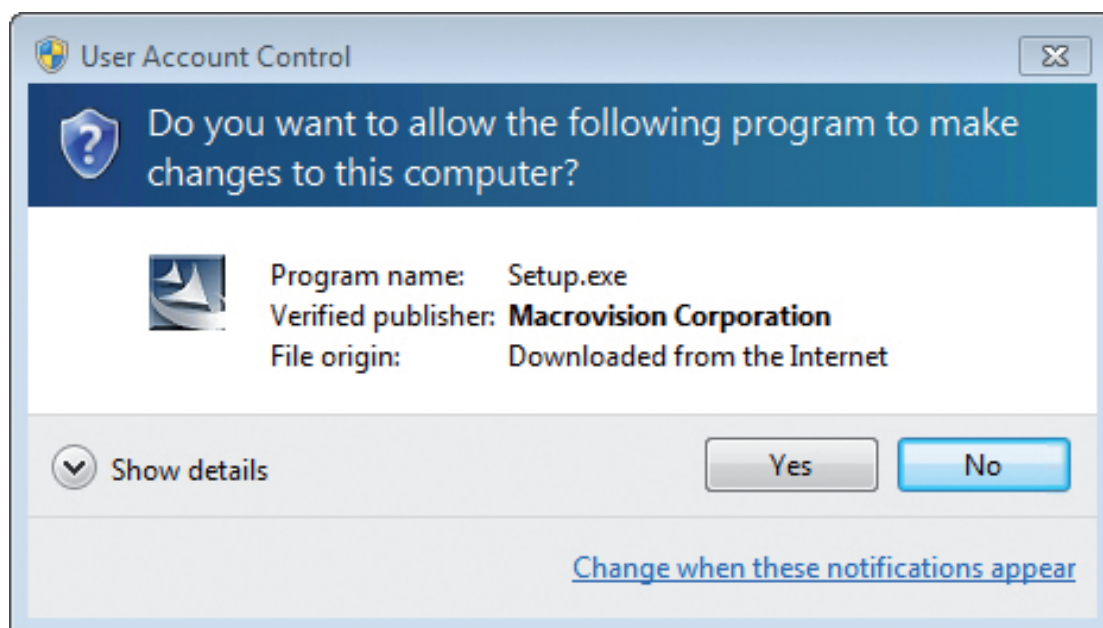 User Account Control
Do you want to allow the following program to make
changes to this computer?
Program name: Setup.exe
Verified publisher: Macrovision Corporation
File origin: Downloaded from the Internet
Show details
Yes
No
Change when these notifications appear